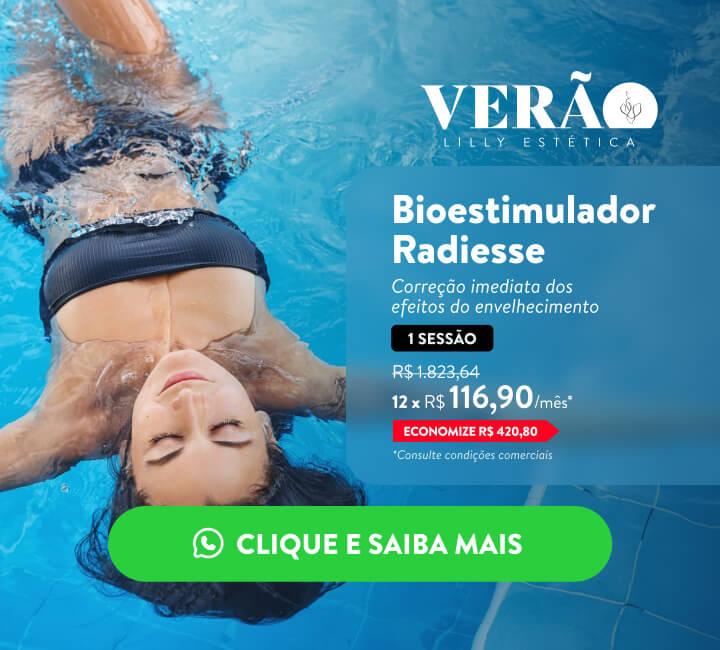 VERÃO
LILLY ESTÉTICA
Bioestimulador
Radiesse
Correção imediata dos
efeitos do envelhecimento
1 SESSÃO
R$ 1.823,64
12 x R$ 116,90/mês*
ECONOMIZE R$ 420,80
*Consulte condições comerciais
CLIQUE E SAIBA MAIS